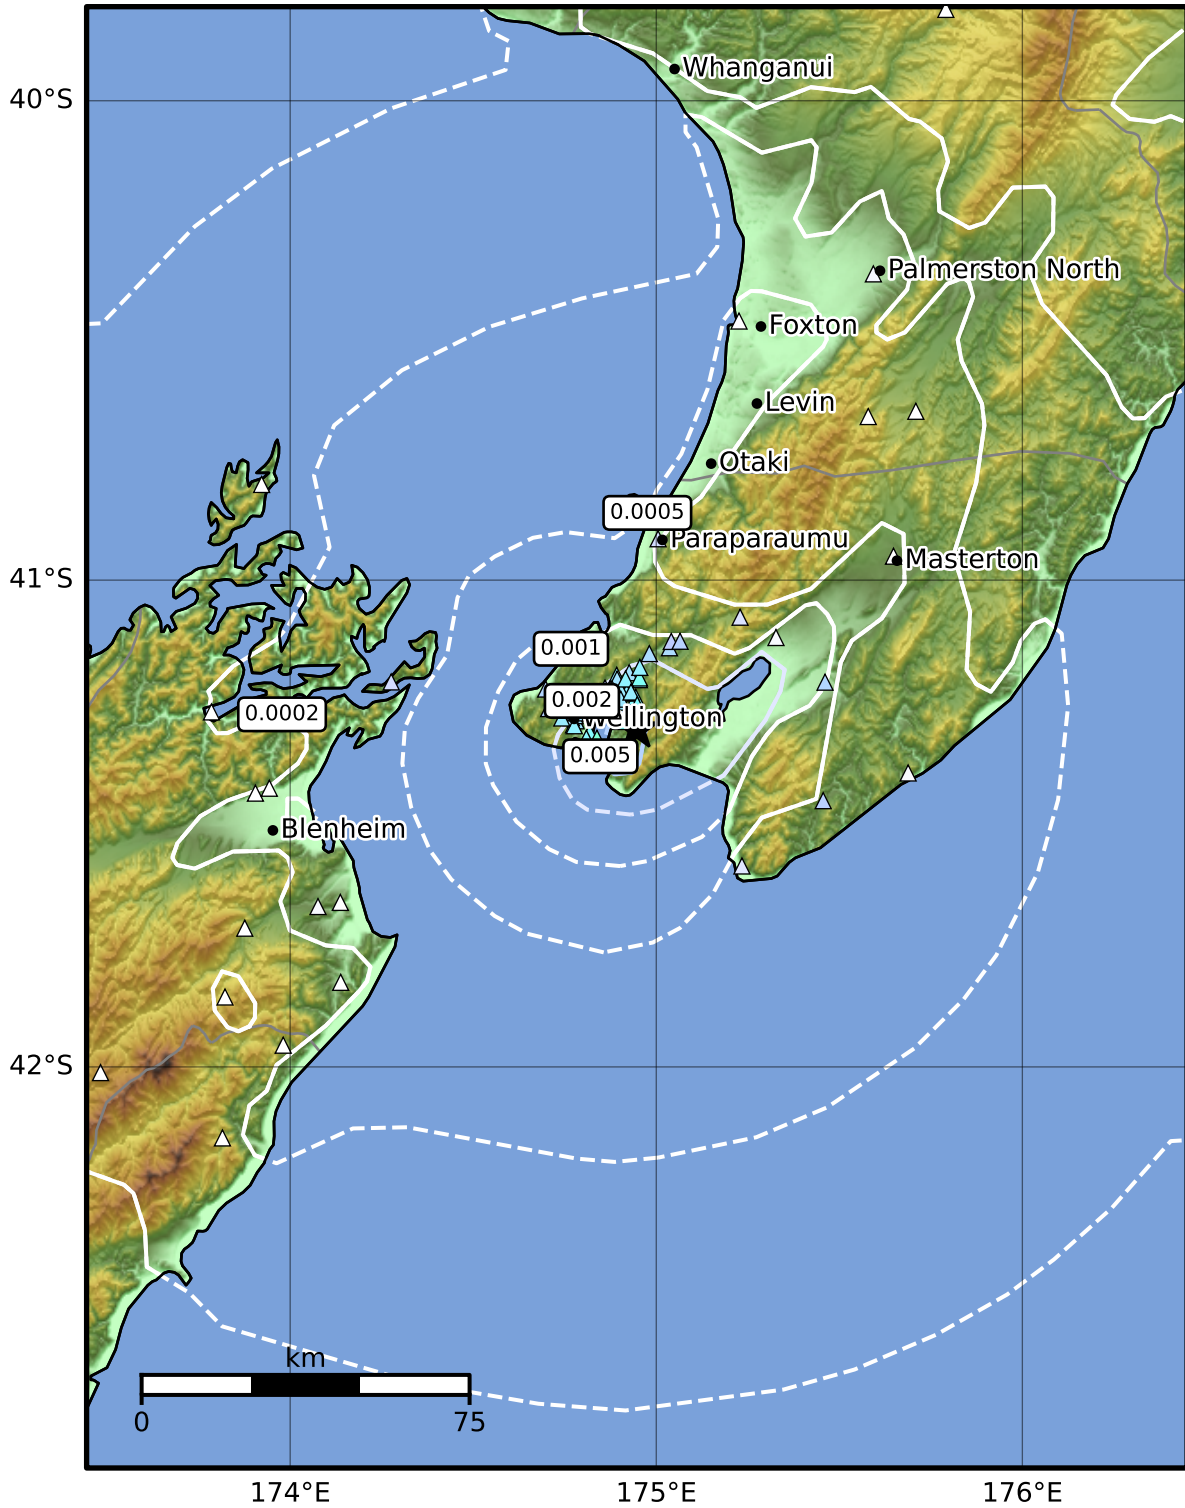 Whanganui
40°S
Palmerston North
Foxton
Levin
Otaki
0.0005
Paraparaumu
Masterton
41°S
0.001
0.002
0.0002
Wellington
0.005
Blenheim
42°S
km
0
75
174°E
175°E
176°E